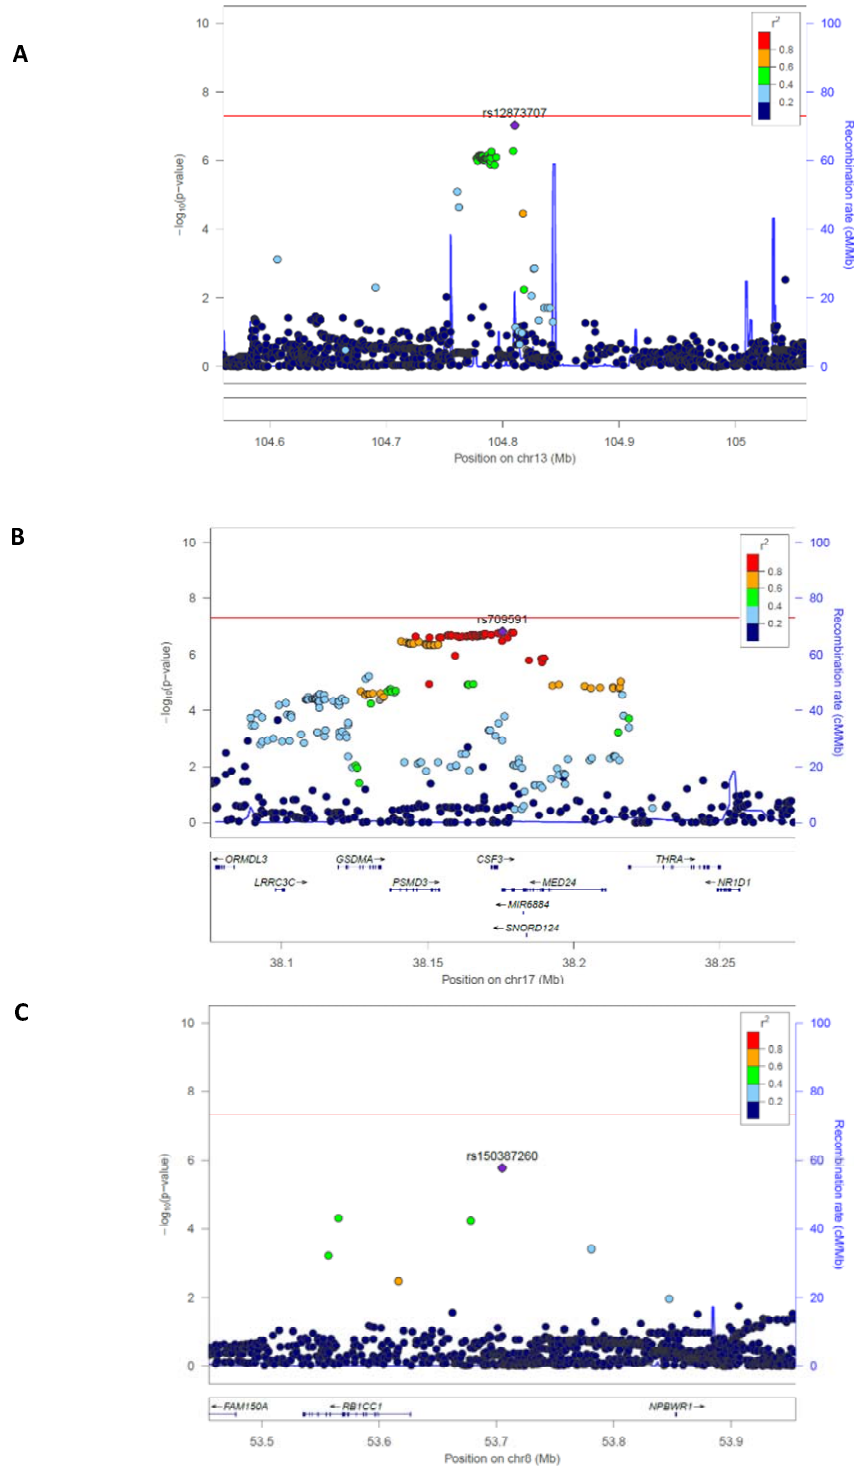 A
10
8
6
4
2
0
−log10(p-value)
rs12873707
r2
0.8
0.6
0.4
0.2
100
80
60
40
20
0
Recombination rate (cM/Mb)
104.6 104.7 104.8 104.9 105
Position on chr13 (Mb)
B
10
8
6
4
2
0
−log10(p-value)
rs709591
r2
0.8
0.6
0.4
0.2
100
80
60
40
20
0
Recombination rate (cM/Mb)
←ORMDL3 GSDMA→ CSF3→ THRA→
LRRC3C→ PSMD3→ ←MED24 ←NR1D1
←MIR6884
←SNORD124
38.1 38.15 38.2 38.25
Position on chr17 (Mb)
C
10
8
6
4
2
0
−log10(p-value)
rs150387260
r2
0.8
0.6
0.4
0.2
100
80
60
40
20
0
Recombination rate (cM/Mb)
←FAM150A ←RB1CC1 NPBWR1→
53.5 53.6 53.7 53.8 53.9
Position on chr8 (Mb)